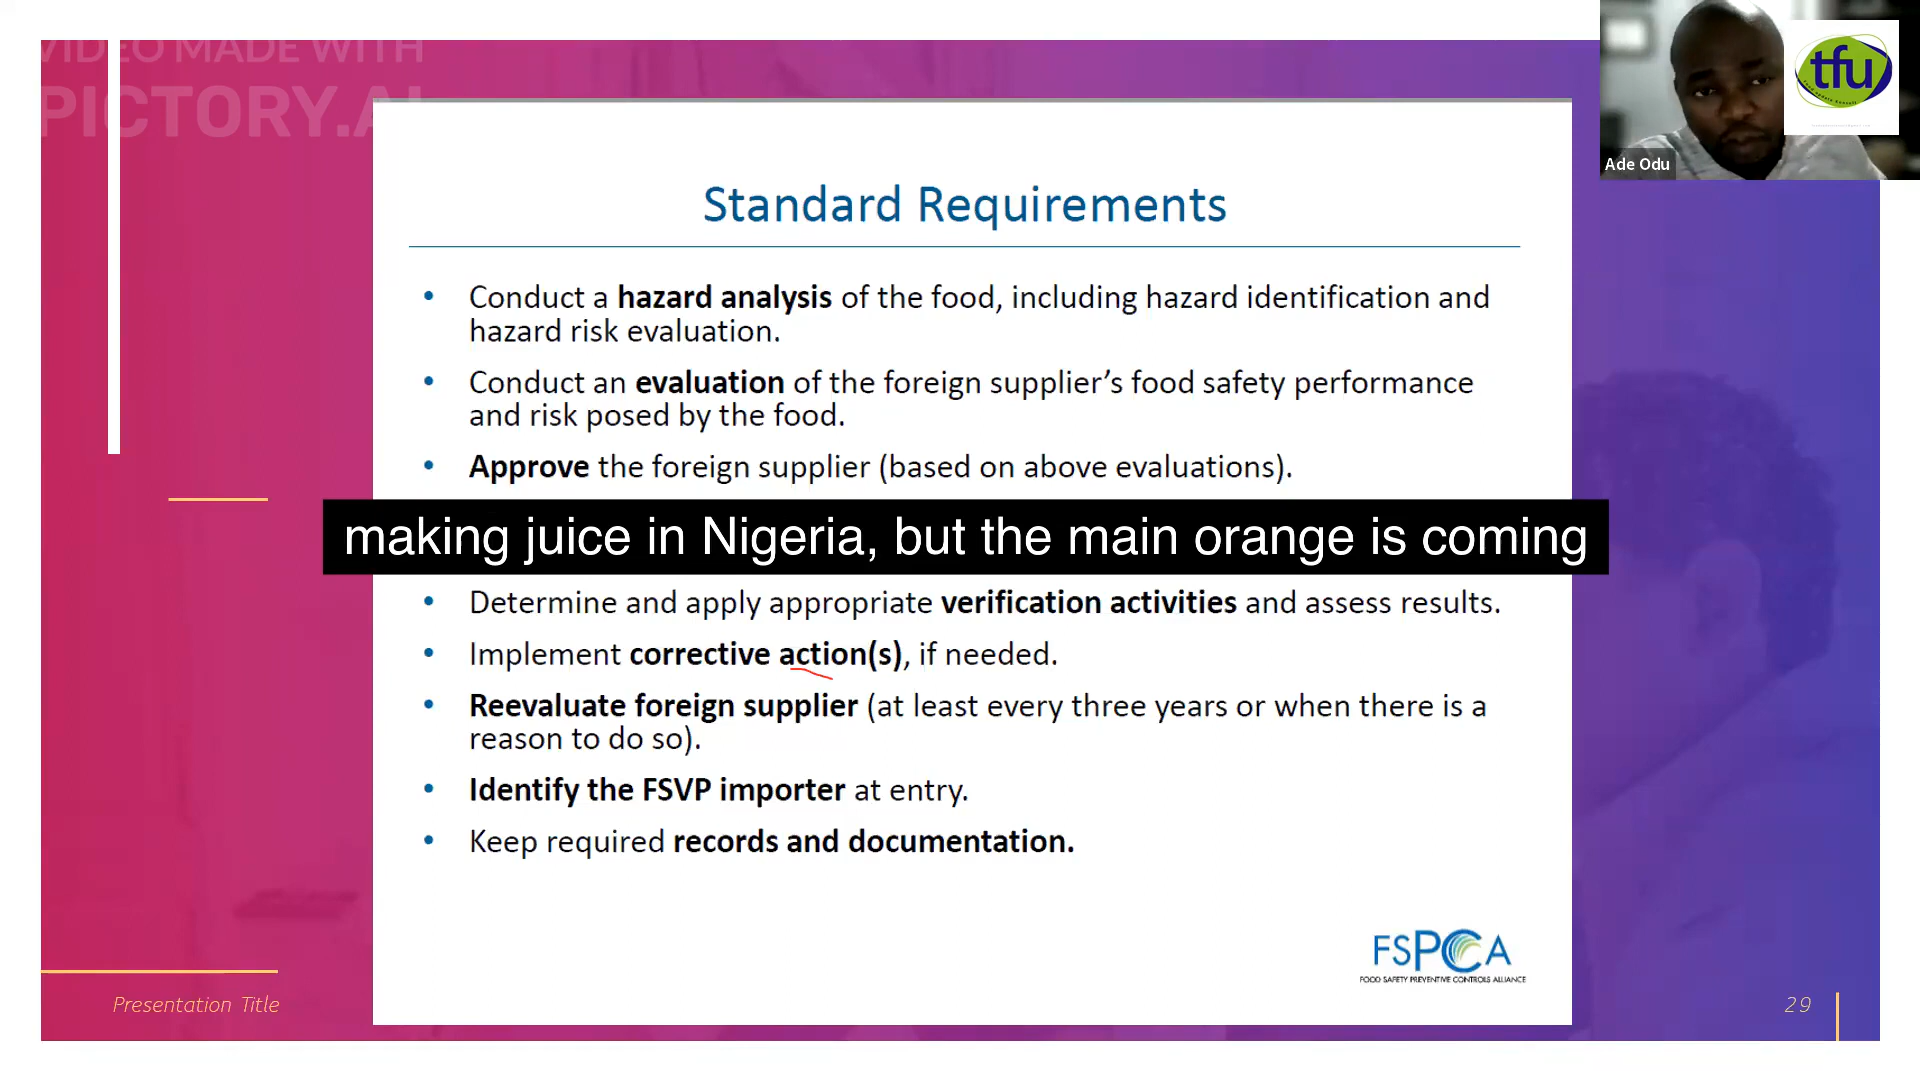 VIDEO MADE WITH
PICTORY.A
tfu
Ade Odu
Standard Requirements
• Conduct a hazard analysis of the food, including hazard identification and
hazard risk evaluation.
• Conduct an evaluation of the foreign supplier’s food safety performance
and risk posed by the food.
• Approve the foreign supplier (based on above evaluations).
making juice in Nigeria, but the main orange is coming
• Determine and apply appropriate verification activities and assess results.
• Implement corrective action(s), if needed.
• Reevaluate foreign supplier (at least every three years or when there is a
reason to do so).
• Identify the FSVP importer at entry.
• Keep required records and documentation.
FSPCA
FOOD SAFETY PREVENTIVE CONTROLS ALLIANCE
Presentation Title
29